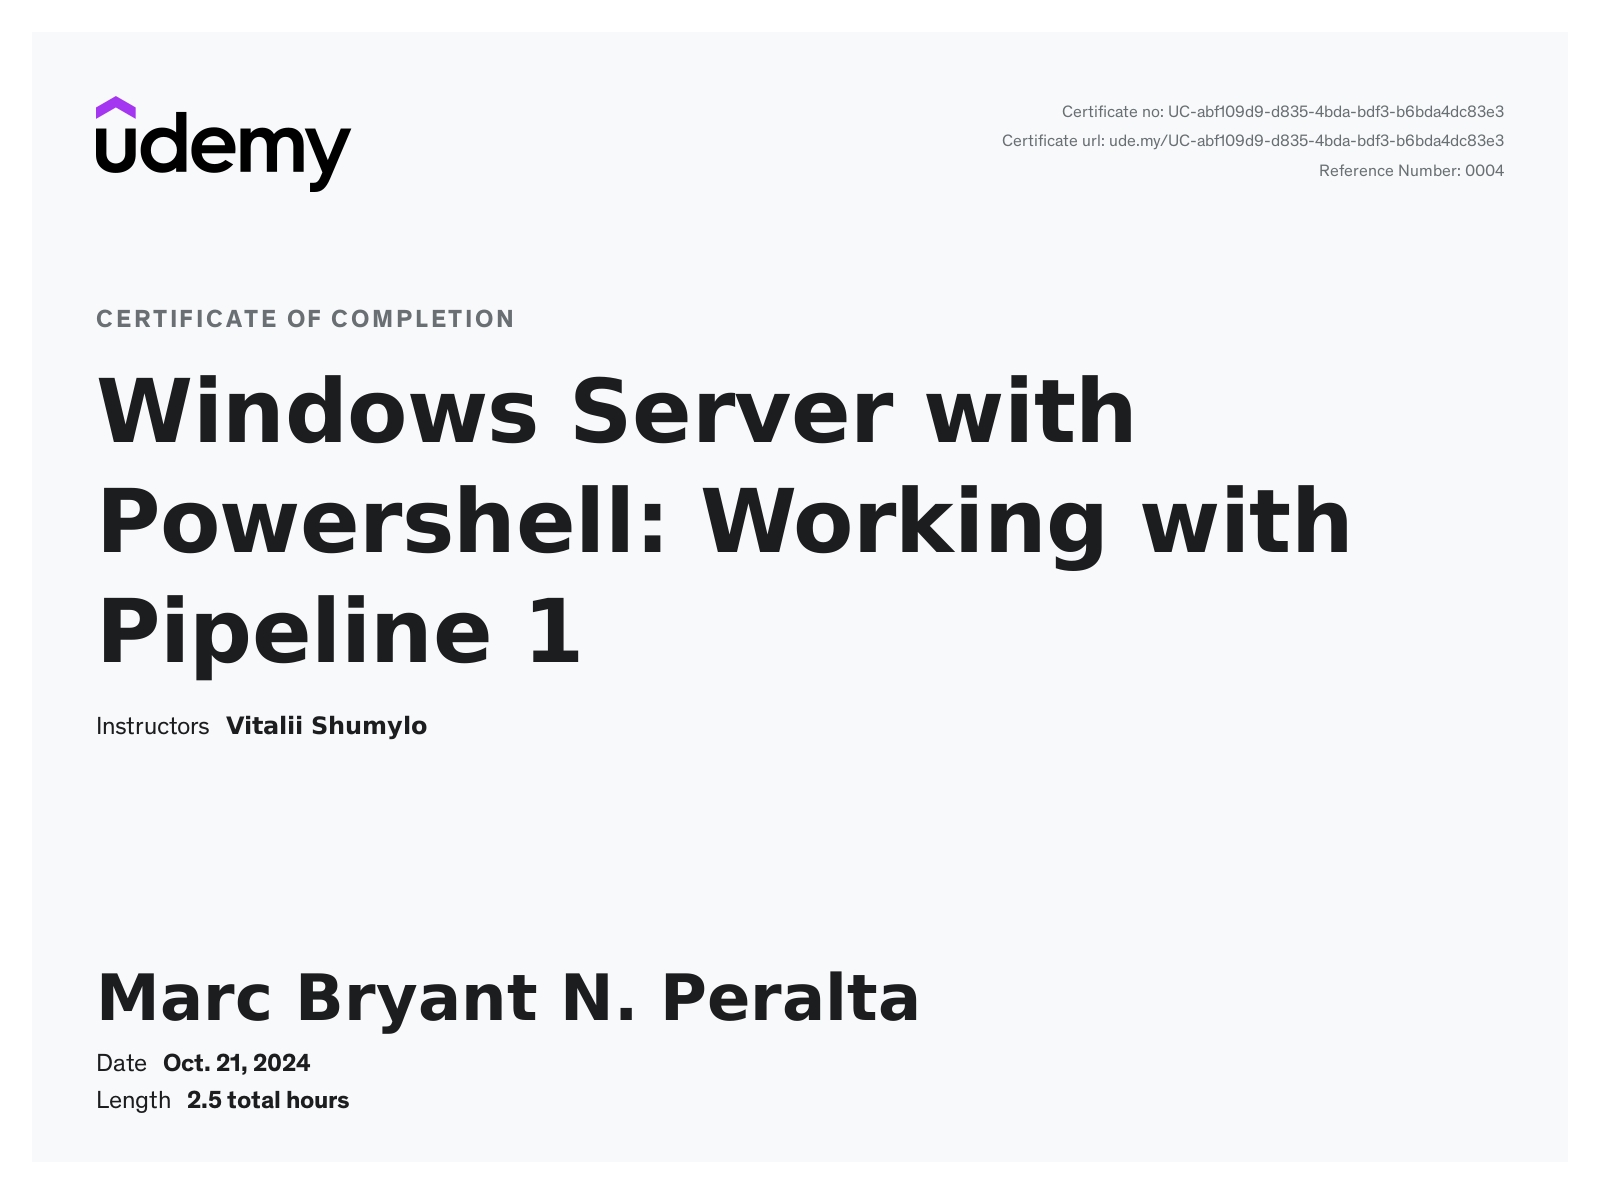 udemy
Certificate no: UC-abf109d9-d835-4bda-bdf3-b6bda4dc83e3
Certificate url: ude.my/UC-abf109d9-d835-4bda-bdf3-b6bda4dc83e3
Reference Number: 0004
CERTIFICATE OF COMPLETION
Windows Server with
Powershell: Working with
Pipeline 1
Instructors Vitalii Shumylo
Marc Bryant N. Peralta
Date Oct. 21, 2024
Length 2.5 total hours